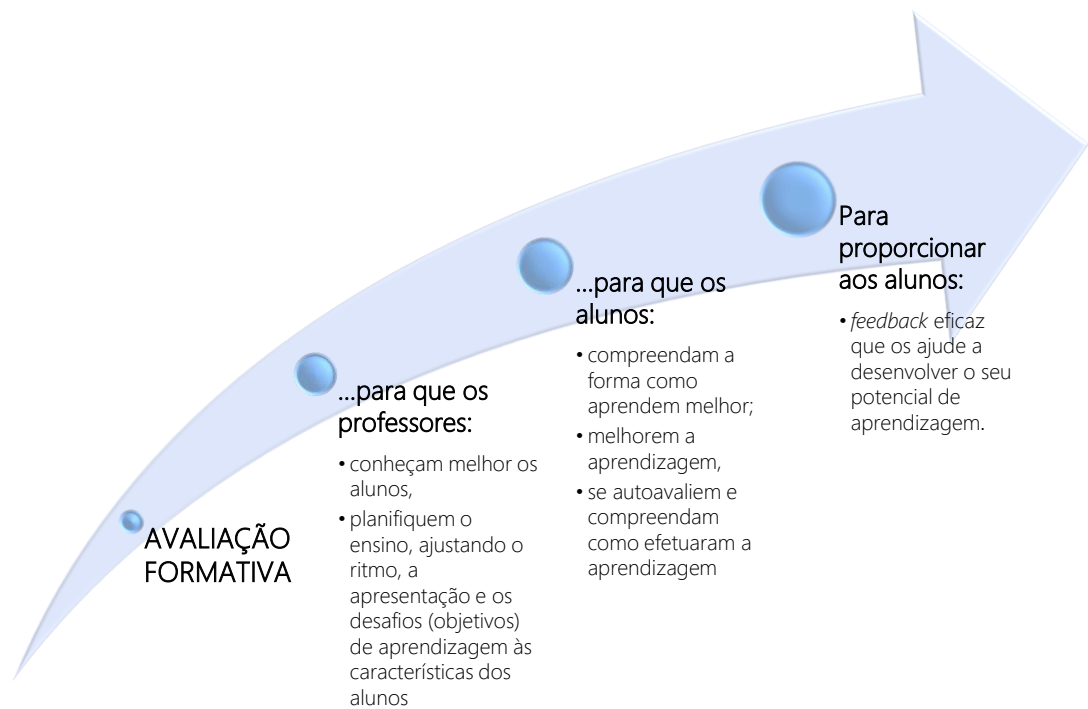 AVALIAÇÃO
FORMATIVA
...para que os
professores:
• conheçam melhor os
alunos,
• planifiquem o
ensino, ajustando o
ritmo, a
apresentação e os
desafios (objetivos)
de aprendizagem às
características dos
alunos
...para que os
alunos:
• compreendam a
forma como
aprendem melhor;
• melhorem a
aprendizagem,
• se autoavaliem e
compreendam
como efetuaram a
aprendizagem
Para
proporcionar
aos alunos:
• feedback eficaz
que os ajude a
desenvolver o seu
potencial de
aprendizagem.